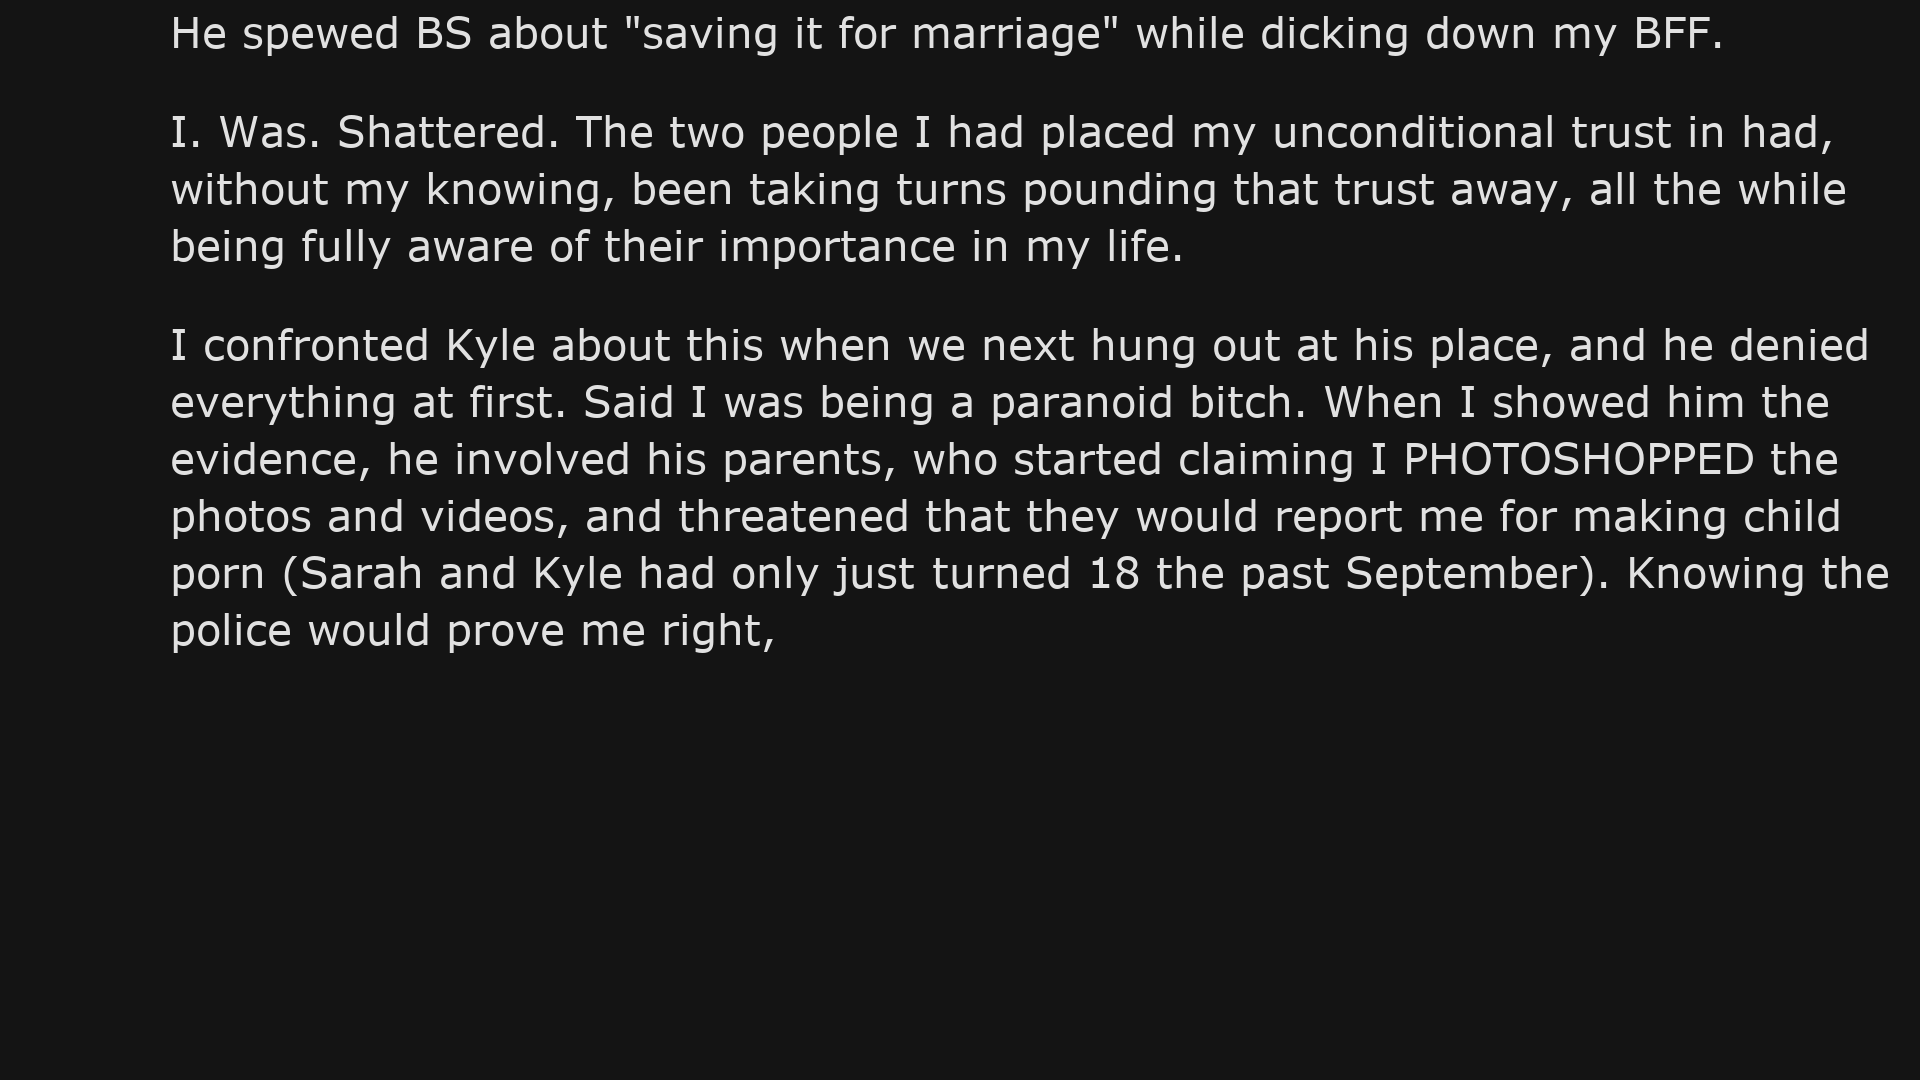 He spewed BS about "saving it for marriage" while dicking down my BFF.
I. Was. Shattered. The two people I had placed my unconditional trust in had,
without my knowing, been taking turns pounding that trust away, all the while
being fully aware of their importance in my life.
I confronted Kyle about this when we next hung out at his place, and he denied
everything at first. Said I was being a paranoid bitch. When I showed him the
evidence, he involved his parents, who started claiming I PHOTOSHOPPED the
photos and videos, and threatened that they would report me for making child
porn (Sarah and Kyle had only just turned 18 the past September). Knowing the
police would prove me right,